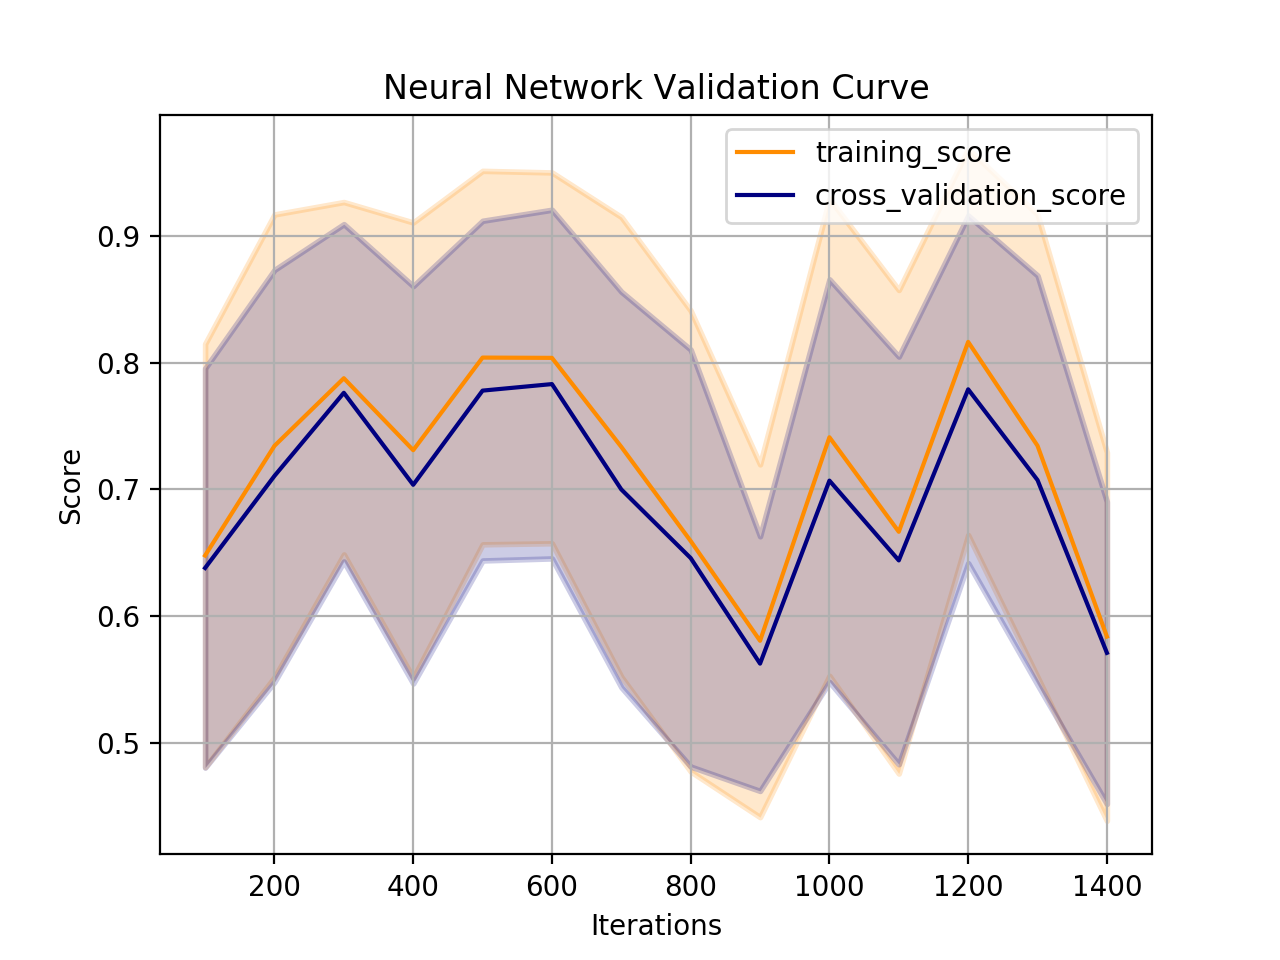 Neural Network Validation Curve
training_score
cross_validation_score
0.9
0.8
0.7
0.6
0.5
Score
200 400 600 800 1000 1200 1400
Iterations